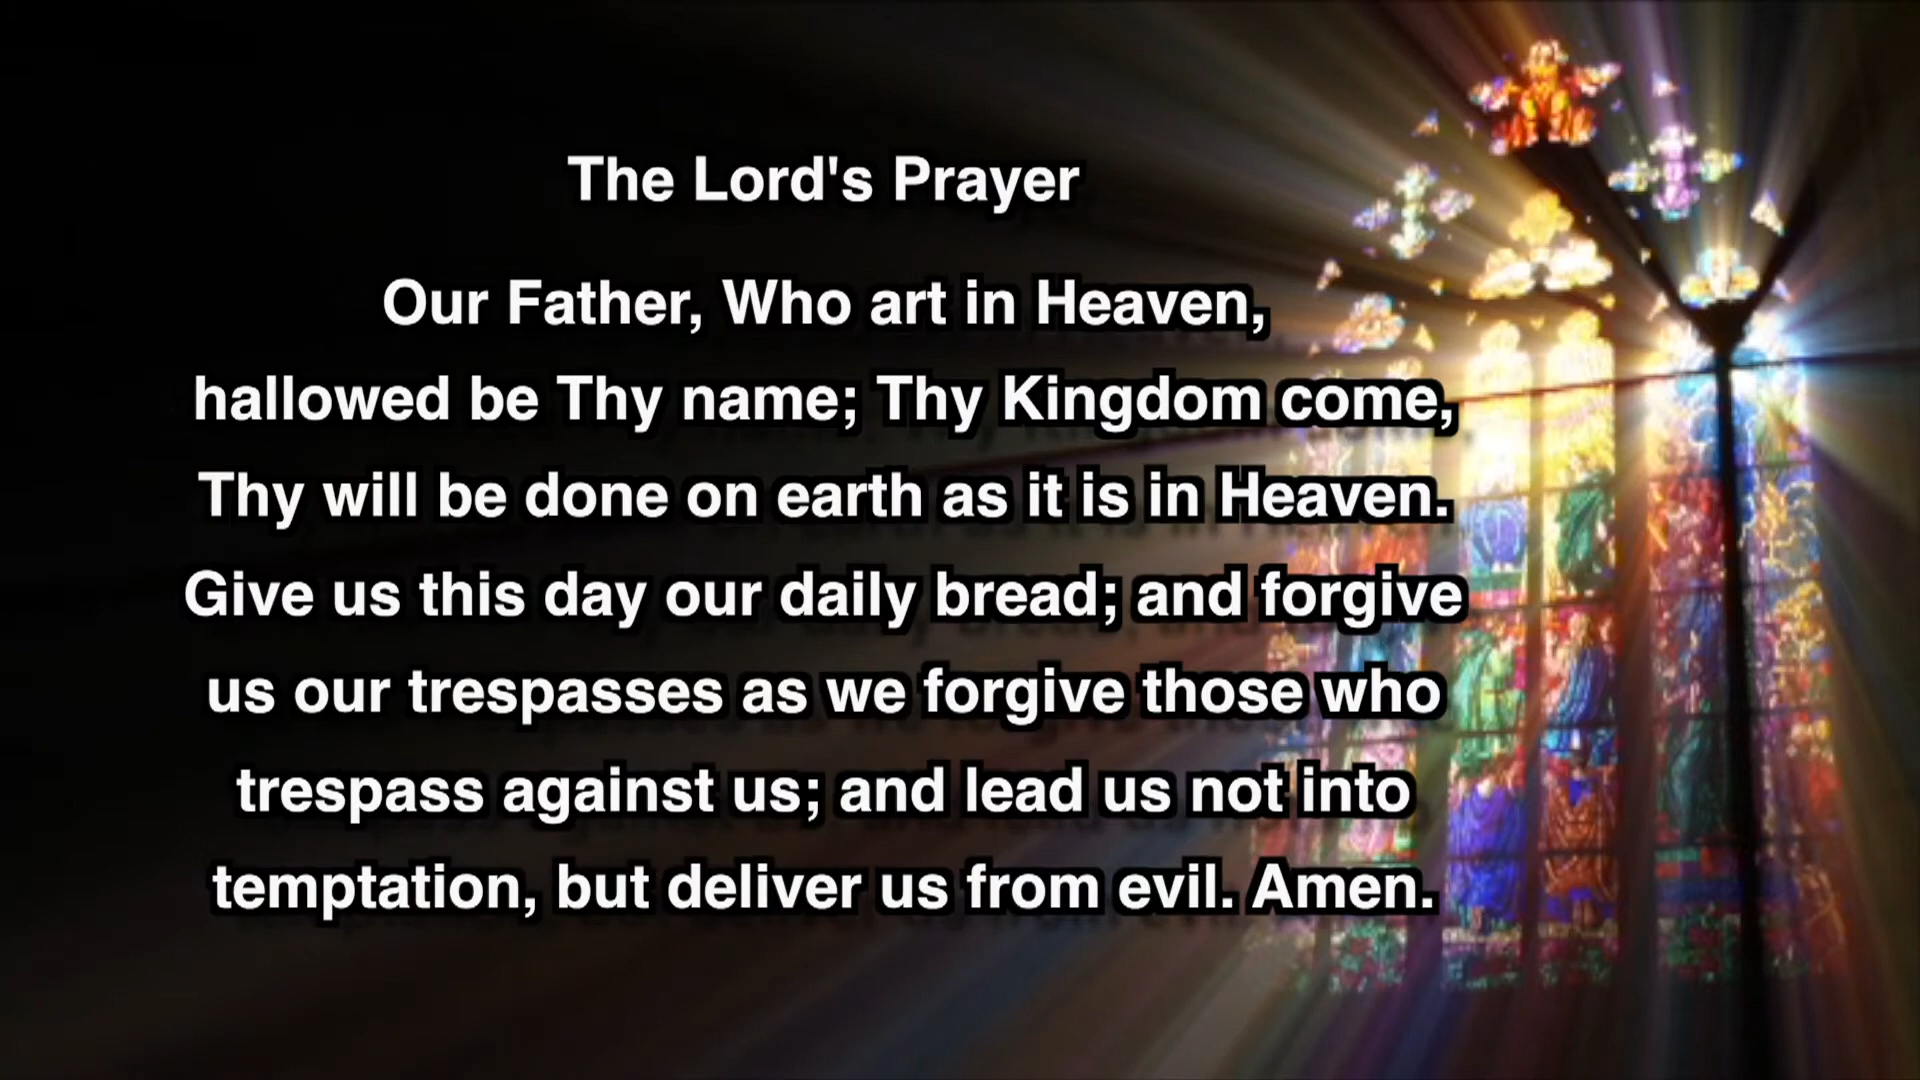 The Lord's Prayer
Our Father, Who art in Heaven,
hallowed be Thy name; Thy Kingdom come,
Thy will be done on earth as it is in Heaven.
Give us this day our daily bread; and forgive
us our trespasses as we forgive those who
trespass against us; and lead us not into
temptation, but deliver us from evil. Amen.